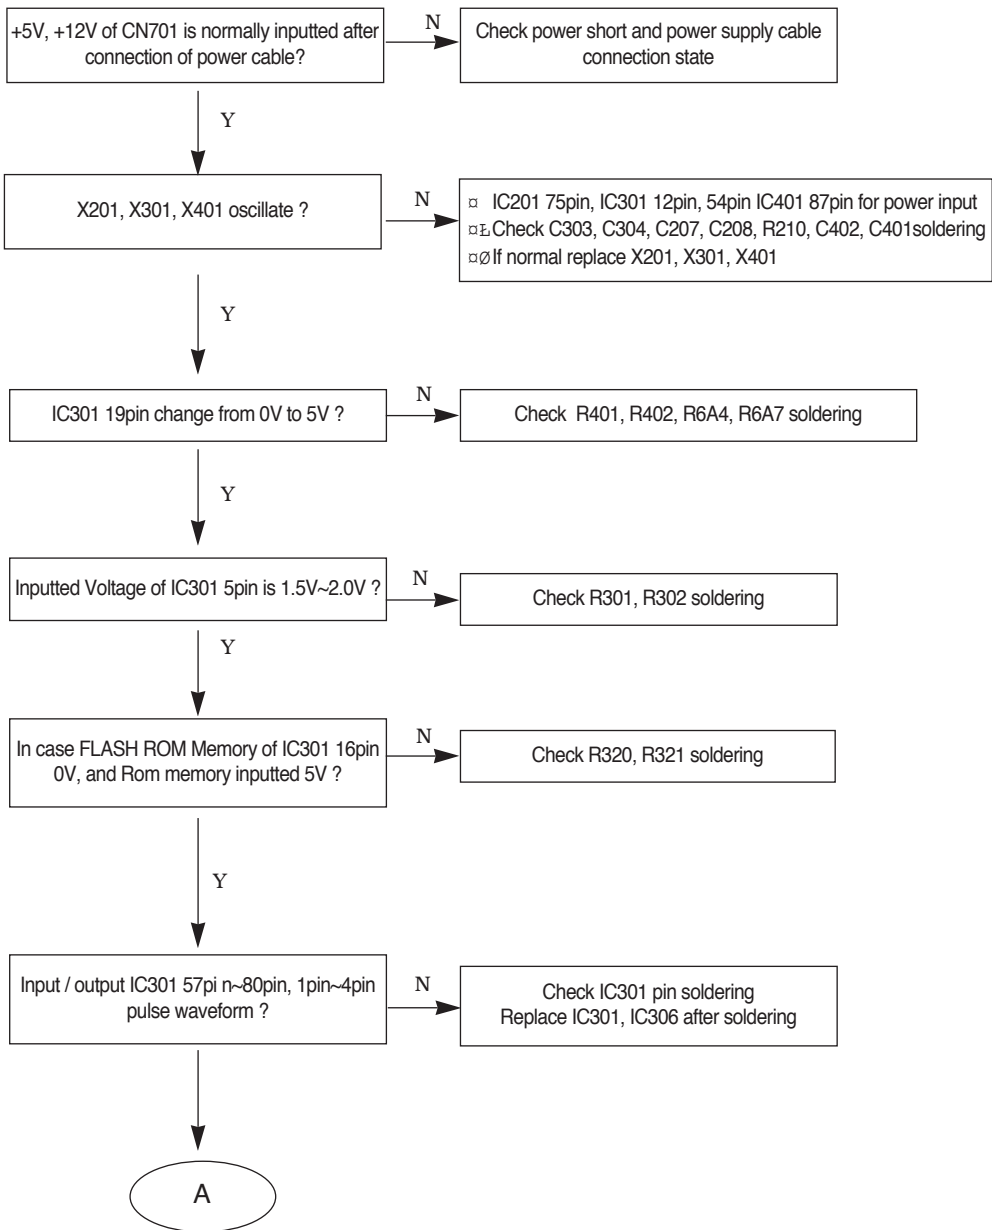 +5V, +12V of CN701 is normally inputted after
connection of power cable?
N
Check power short and power supply cable
connection state
Y
X201, X301, X401 oscillate ?
N
¤ IC201 75pin, IC301 12pin, 54pin IC401 87pin for power input
¤Ł Check C303, C304, C207, C208, R210, C402, C401soldering
¤Ø If normal replace X201, X301, X401
Y
IC301 19pin change from 0V to 5V ?
N
Check R401, R402, R6A4, R6A7 soldering
Y
Inputted Voltage of IC301 5pin is 1.5V~2.0V ?
N
Check R301, R302 soldering
Y
In case FLASH ROM Memory of IC301 16pin
0V, and Rom memory inputted 5V ?
N
Check R320, R321 soldering
Y
Input / output IC301 57pi n~80pin, 1pin~4pin
pulse waveform ?
N
Check IC301 pin soldering
Replace IC301, IC306 after soldering
A